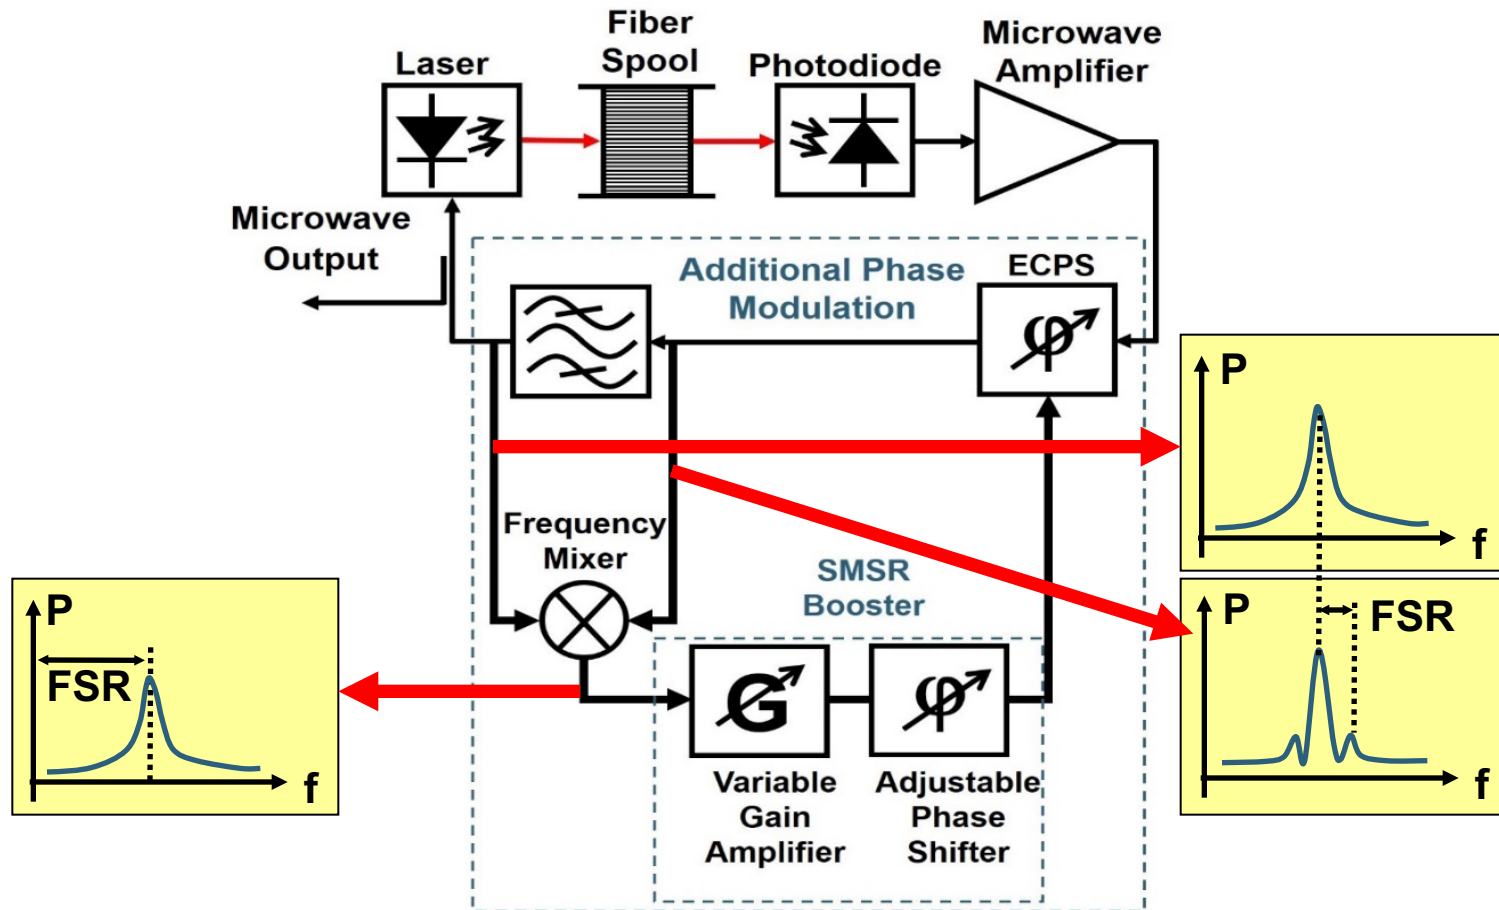 Laser
Fiber
Spool
Photodiode
Microwave
Amplifier
Microwave
Output
Additional Phase
Modulation
ECPS
φ
P
f
Frequency
Mixer
SMSR
Booster
P
FSR
f
P
FSR
f
G
φ
Variable
Gain
Amplifier
Adjustable
Phase
Shifter